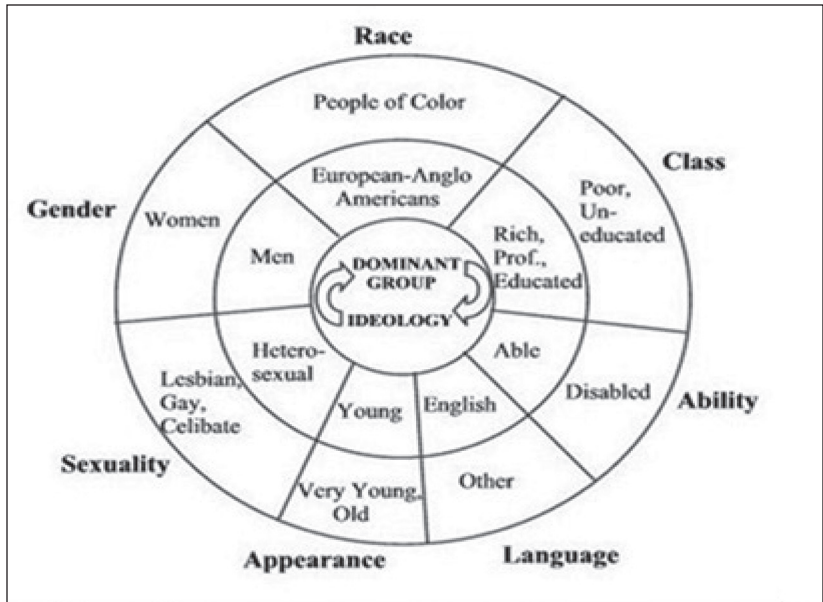 Race
People of Color
European-Anglo
Americans
Class
Poor,
Un-
educated
Rich,
Prof.,
Educated
Gender
Women
Men
DOMINANT
GROUP
IDEOLOGY
Able
Disabled
Ability
Hetero-
sexual
Lesbian,
Gay,
Celibate
Sexuality
Young
Very Young,
Old
Appearance
English
Other
Language